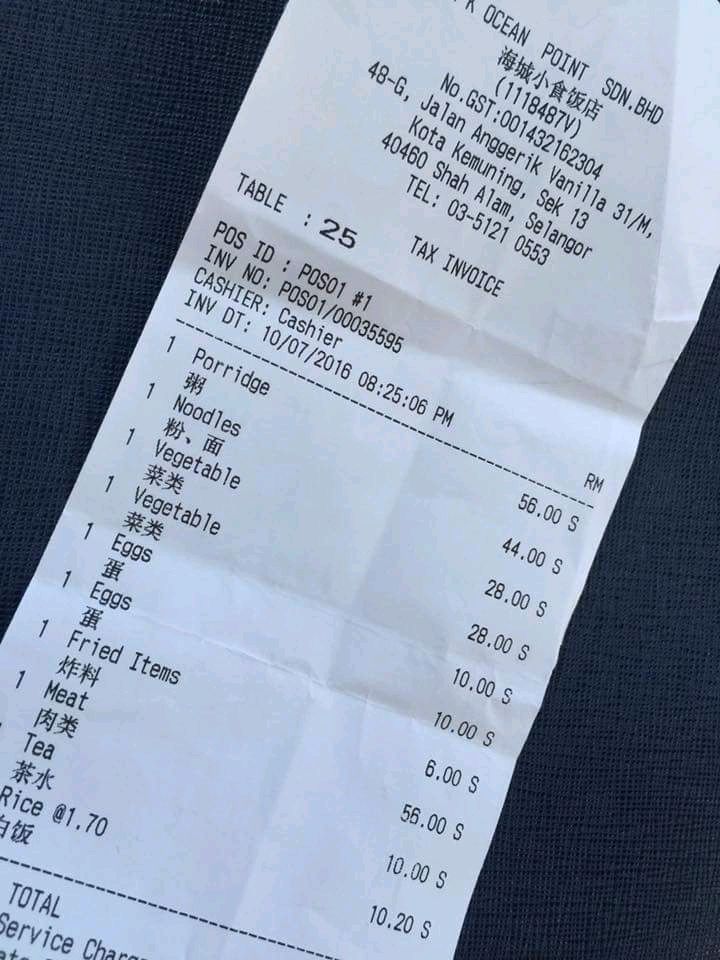 K OCEAN POINT SDN.BHD
海城小食饭店
(1118487V)
No.GST:001432162304
48-G, Jalan Anggerik Vanilla 31/M,
Kota Kemuning, Sek 13
40460 Shah Alam, Selangor
TEL: 03-5121 0553
TABLE : 25
TAX INVOICE
POS ID : POS01 #1
INV NO: POS01/00035595
CASHIER: Cashier
INV DT: 10/07/2016 08:25:06 PM
RM
1 Porridge 56.00 S
粥
1 Noodles 44.00 S
粉、面
1 Vegetable 28.00 S
菜类
1 Vegetable 28.00 S
菜类
1 Eggs 10.00 S
蛋
1 Eggs 10.00 S
蛋
1 Fried Items 6.00 S
炸料
1 Meat 56.00 S
肉类
Tea 10.00 S
茶水
Rice @1.70 10.20 S
白饭
TOTAL
Service